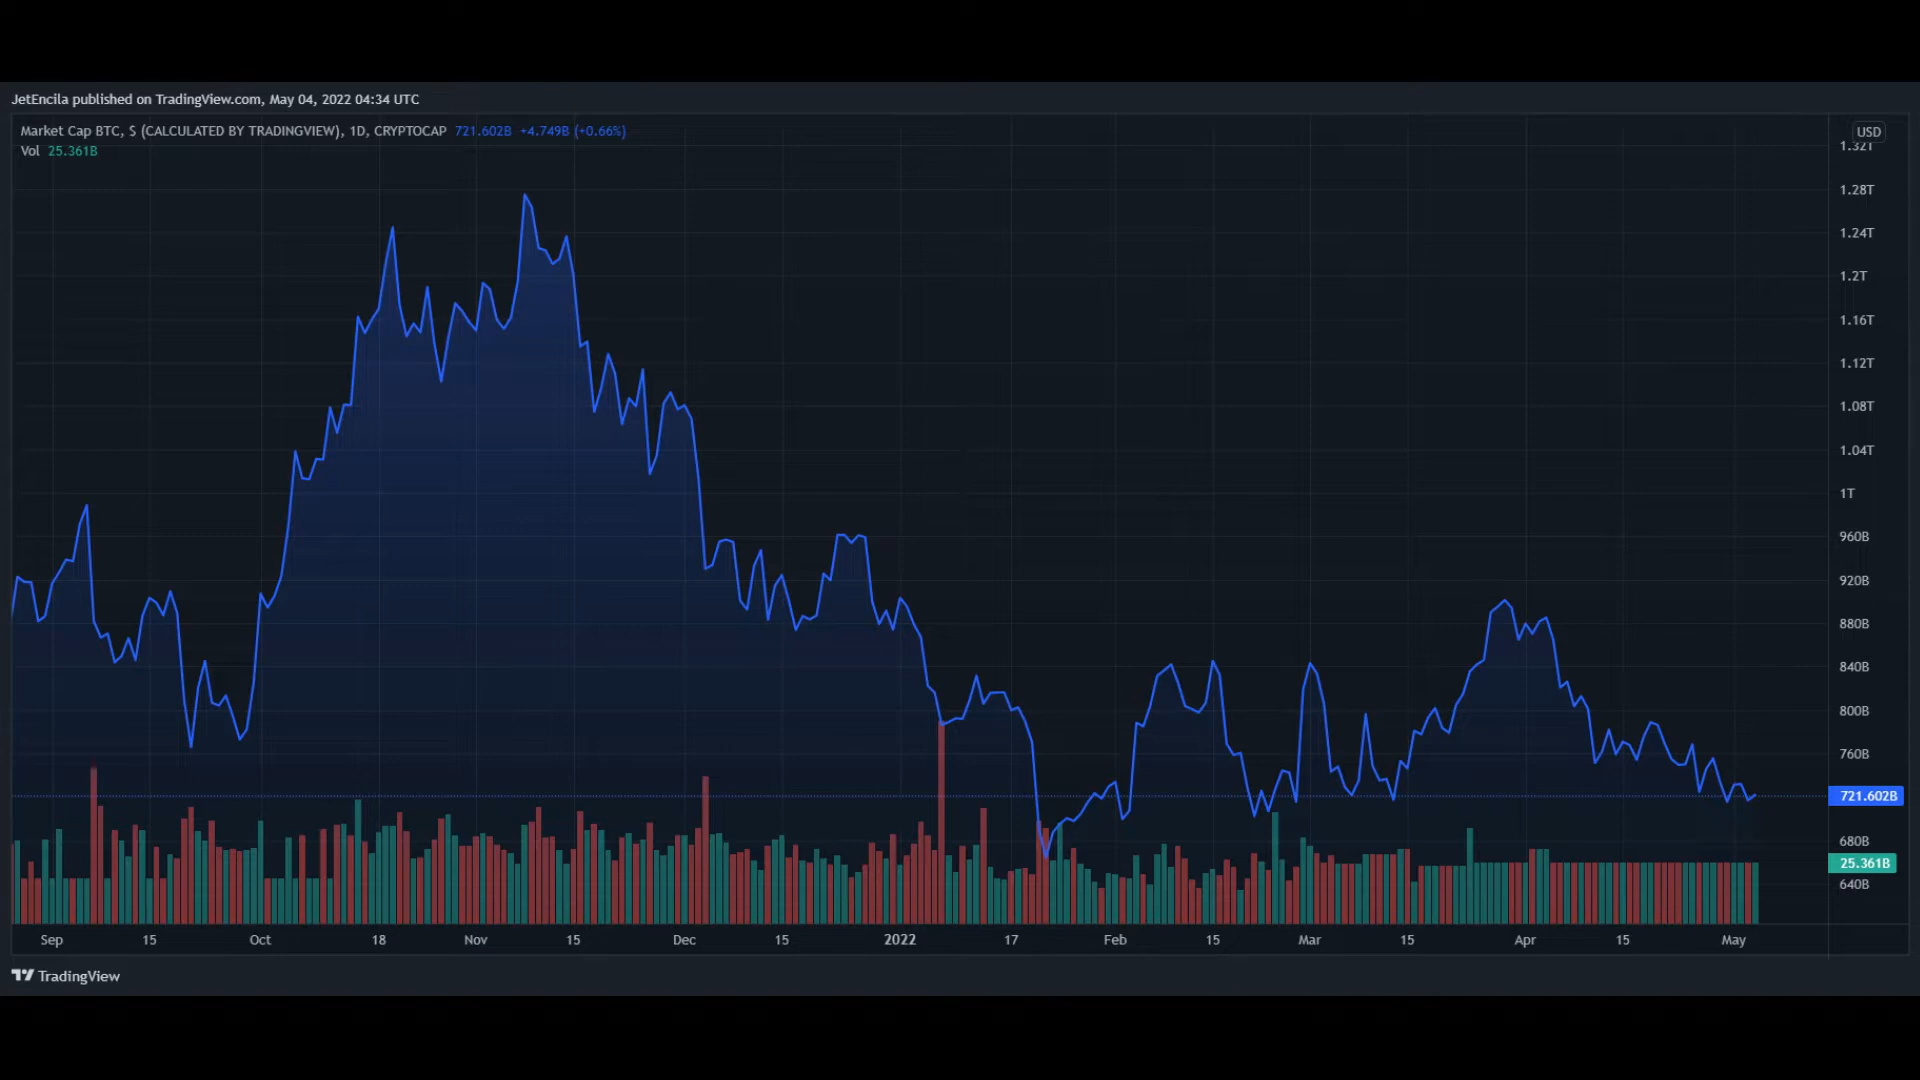 JetEncila published on TradingView.com, May 04, 2022 04:34 UTC
Market Cap BTC, $ (CALCULATED BY TRADINGVIEW), 1D, CRYPTOCAP 721.602B +4.749B (+0.66%)
Vol 25.361B
USD
1.32T
1.28T
1.24T
1.2T
1.16T
1.12T
1.08T
1.04T
1T
960B
920B
880B
840B
800B
760B
721.602B
680B
25.361B
640B
Sep 15 Oct 18 Nov 15 Dec 15 2022 17 Feb 15 Mar 15 Apr 15 May
TradingView